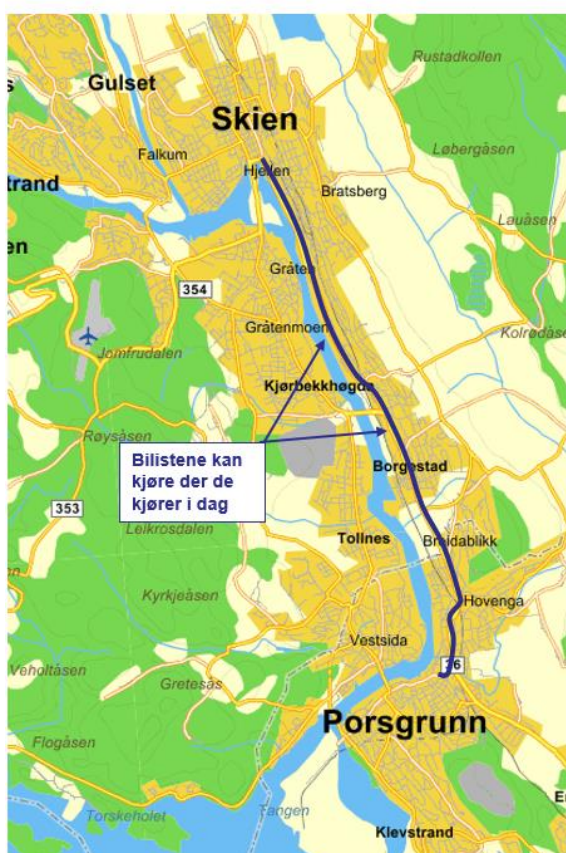 Rustadkollen
Gulset
Skien
Løbergåsen
Falkum
Hjellen
trand
Bratsberg
Lauåsen
en
Gråten
354
Gråtenmoen
Kolrødåsen
Jomfrudalen
Kjørbekkhøgda
Røysåsen
Bilistene kan
kjøre der de
kjører i dag
Borgestad
353
Leikrosdalen
Tollnes
Breidablikk
Kyrkjeåsen
Hovenga
Vestsida
Veholtåsen
36
Gretesås
Porsgrunn
Flogåsen
Torskeholet
Tangen
Klevstrand